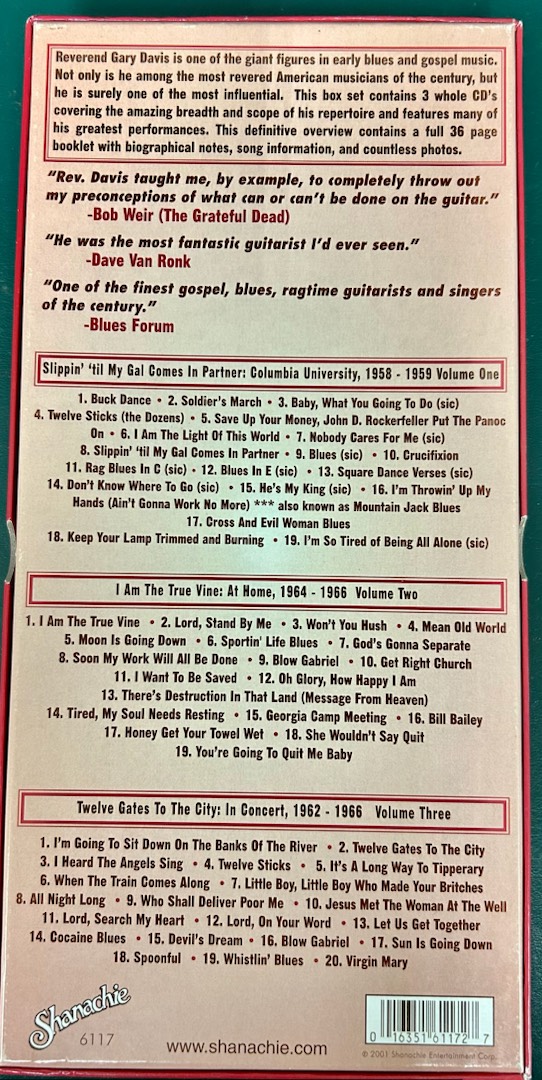 Reverend Gary Davis is one of the giant figures in early blues and gospel music.
Not only is he among the most revered American musicians of the century, but
he is surely one of the most influential. This box set contains 3 whole CD's
covering the amazing breadth and scope of his repertoire and features many of
his greatest performances. This definitive overview contains a full 36 page
booklet with biographical notes, song information, and countless photos.
"Rev. Davis taught me, by example, to completely throw out
my preconceptions of what can or can't be done on the guitar."
-Bob Weir (The Grateful Dead)
"He was the most fantastic guitarist I'd ever seen."
-Dave Van Ronk
"One of the finest gospel, blues, ragtime guitarists and singers
of the century."
-Blues Forum
Slippin' 'til My Gal Comes In Partner: Columbia University, 1958 - 1959 Volume One
1. Buck Dance • 2. Soldier's March • 3. Baby, What You Going To Do (sic)
4. Twelve Sticks (the Dozens) • 5. Save Up Your Money, John D. Rockerfeller Put The Panoc
On • 6. I Am The Light Of This World • 7. Nobody Cares For Me (sic)
8. Slippin' 'til My Gal Comes In Partner • 9. Blues (sic) • 10. Crucifixion
11. Rag Blues In C (sic) • 12. Blues In E (sic) • 13. Square Dance Verses (sic)
14. Don't Know Where To Go (sic) • 15. He's My King (sic) • 16. I'm Throwin' Up My
Hands (Ain't Gonna Work No More) *** also known as Mountain Jack Blues
17. Cross And Evil Woman Blues
18. Keep Your Lamp Trimmed and Burning • 19. I'm So Tired of Being All Alone (sic)
I Am The True Vine: At Home, 1964 - 1966 Volume Two
1. I Am The True Vine • 2. Lord, Stand By Me • 3. Won't You Hush • 4. Mean Old World
5. Moon Is Going Down • 6. Sportin' Life Blues • 7. God's Gonna Separate
8. Soon My Work Will All Be Done • 9. Blow Gabriel • 10. Get Right Church
11. I Want To Be Saved • 12. Oh Glory, How Happy I Am
13. There's Destruction In That Land (Message From Heaven)
14. Tired, My Soul Needs Resting • 15. Georgia Camp Meeting • 16. Bill Bailey
17. Honey Get Your Towel Wet • 18. She Wouldn't Say Quit
19. You're Going To Quit Me Baby
Twelve Gates To The City: In Concert, 1962 - 1966 Volume Three
1. I'm Going To Sit Down On The Banks Of The River • 2. Twelve Gates To The City
3. I Heard The Angels Sing • 4. Twelve Sticks • 5. It's A Long Way To Tipperary
6. When The Train Comes Along • 7. Little Boy, Little Boy Who Made Your Britches
8. All Night Long • 9. Who Shall Deliver Poor Me • 10. Jesus Met The Woman At The Well
11. Lord, Search My Heart • 12. Lord, On Your Word • 13. Let Us Get Together
14. Cocaine Blues • 15. Devil's Dream • 16. Blow Gabriel • 17. Sun Is Going Down
18. Spoonful • 19. Whistlin' Blues • 20. Virgin Mary
Shanachie
6117
www.shanachie.com
0 16351 61172 7
© 2001 Shanachie Entertainment Corp.